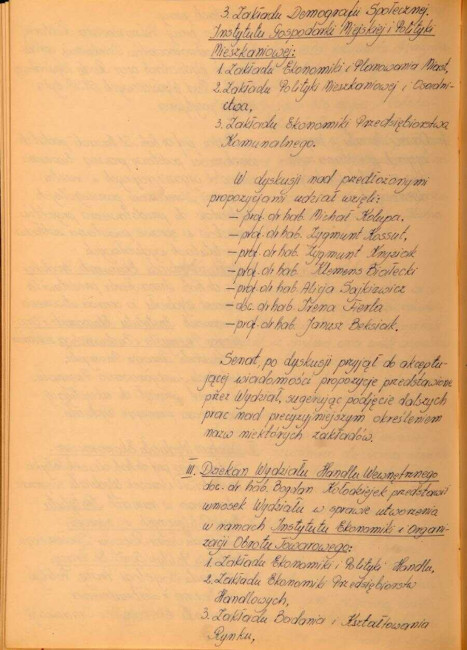 3. Zakładu Demografii Społecznej.
Instytutu Gospodarki Miejskiej i Polityki
Mieszkaniowej:
1. Zakładu Ekonomiki i Planowania Miast,
2. Zakładu Polityki Mieszkaniowej i Osadni-
ctwa,
3. Zakładu Ekonomiki Przedsiębiorstwa
Komunalnego.
W dyskusji nad przedłożonymi
propozycjami udział wzięli:
– prof. dr hab. Michał Kolupa.
– prof. dr hab. Zygmunt Kossut,
– prof. dr hab. Zygmunt Knyziak
– prof. dr hab. Klemens Białecki
– prof. dr hab. Alicja Sajkiewicz
– doc. dr hab. Irena Fierla
– prof. dr hab. Janusz Beksiak.
Senat, po dyskusji przyjął do akceptu-
jącej wiadomości propozycje przedstawione
przez Wydział, sugerując podjęcie dalszych
prac nad precyzyjniejszym określeniem
nazw niektórych zakładów.
III. Dziekan Wydziału Handlu Wewnętrznego
doc. dr hab. Bogdan Kołodziejek przedstawił
wniosek Wydziału w sprawie utworzenia
w ramach Instytutu Ekonomiki i Organi-
zacji Obrotu Towarowego:
1. Zakładu Ekonomiki i Polityki Handlu,
2. Zakładu Ekonomiki Przedsiębiorstw
Handlowych,
3. Zakładu Badania i Kształtowania
Rynku,